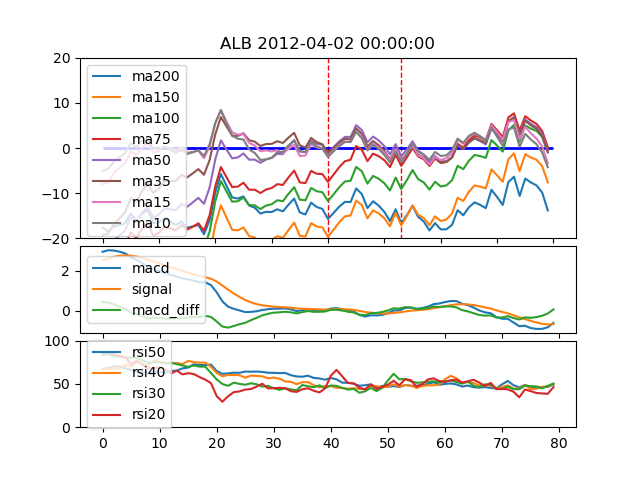 ALB 2012-04-02 00:00:00
20
10
0
−10
−20
ma200
ma150
ma100
ma75
ma50
ma35
ma15
ma10
2
0
macd
signal
macd_diff
100
50
0
rsi50
rsi40
rsi30
rsi20
0 10 20 30 40 50 60 70 80